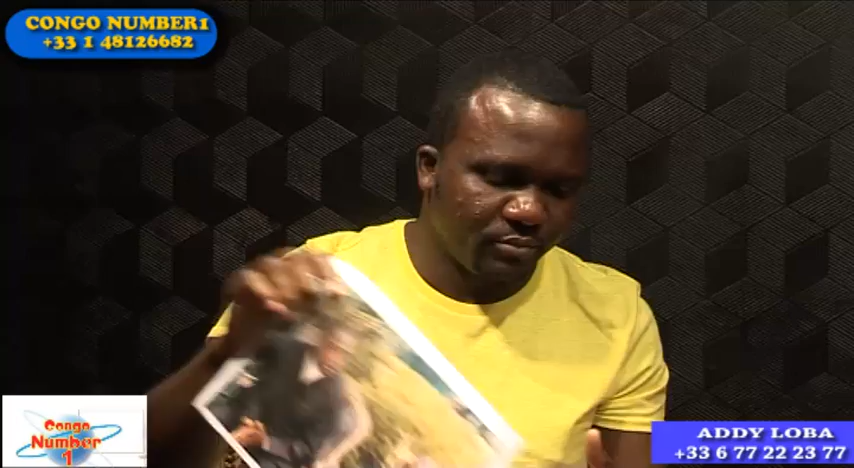 CONGO NUMBER1
+33 1 48126682
Congo
Number
1
ADDY LOBA
+33 6 77 22 23 77